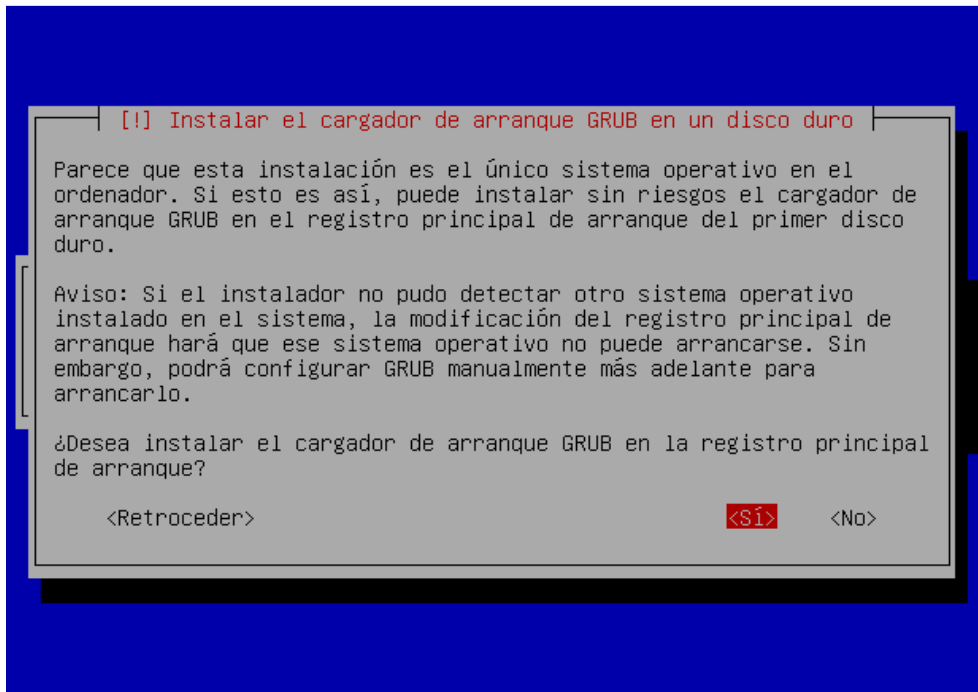 [!] Instalar el cargador de arranque GRUB en un disco duro
Parece que esta instalación es el único sistema operativo en el
ordenador. Si esto es así, puede instalar sin riesgos el cargador de
arranque GRUB en el registro principal de arranque del primer disco
duro.
Aviso: Si el instalador no pudo detectar otro sistema operativo
instalado en el sistema, la modificación del registro principal de
arranque hará que ese sistema operativo no puede arrancarse. Sin
embargo, podrá configurar GRUB manualmente más adelante para
arrancarlo.
¿Desea instalar el cargador de arranque GRUB en la registro principal
de arranque?
<Retroceder> <Sí> <No>